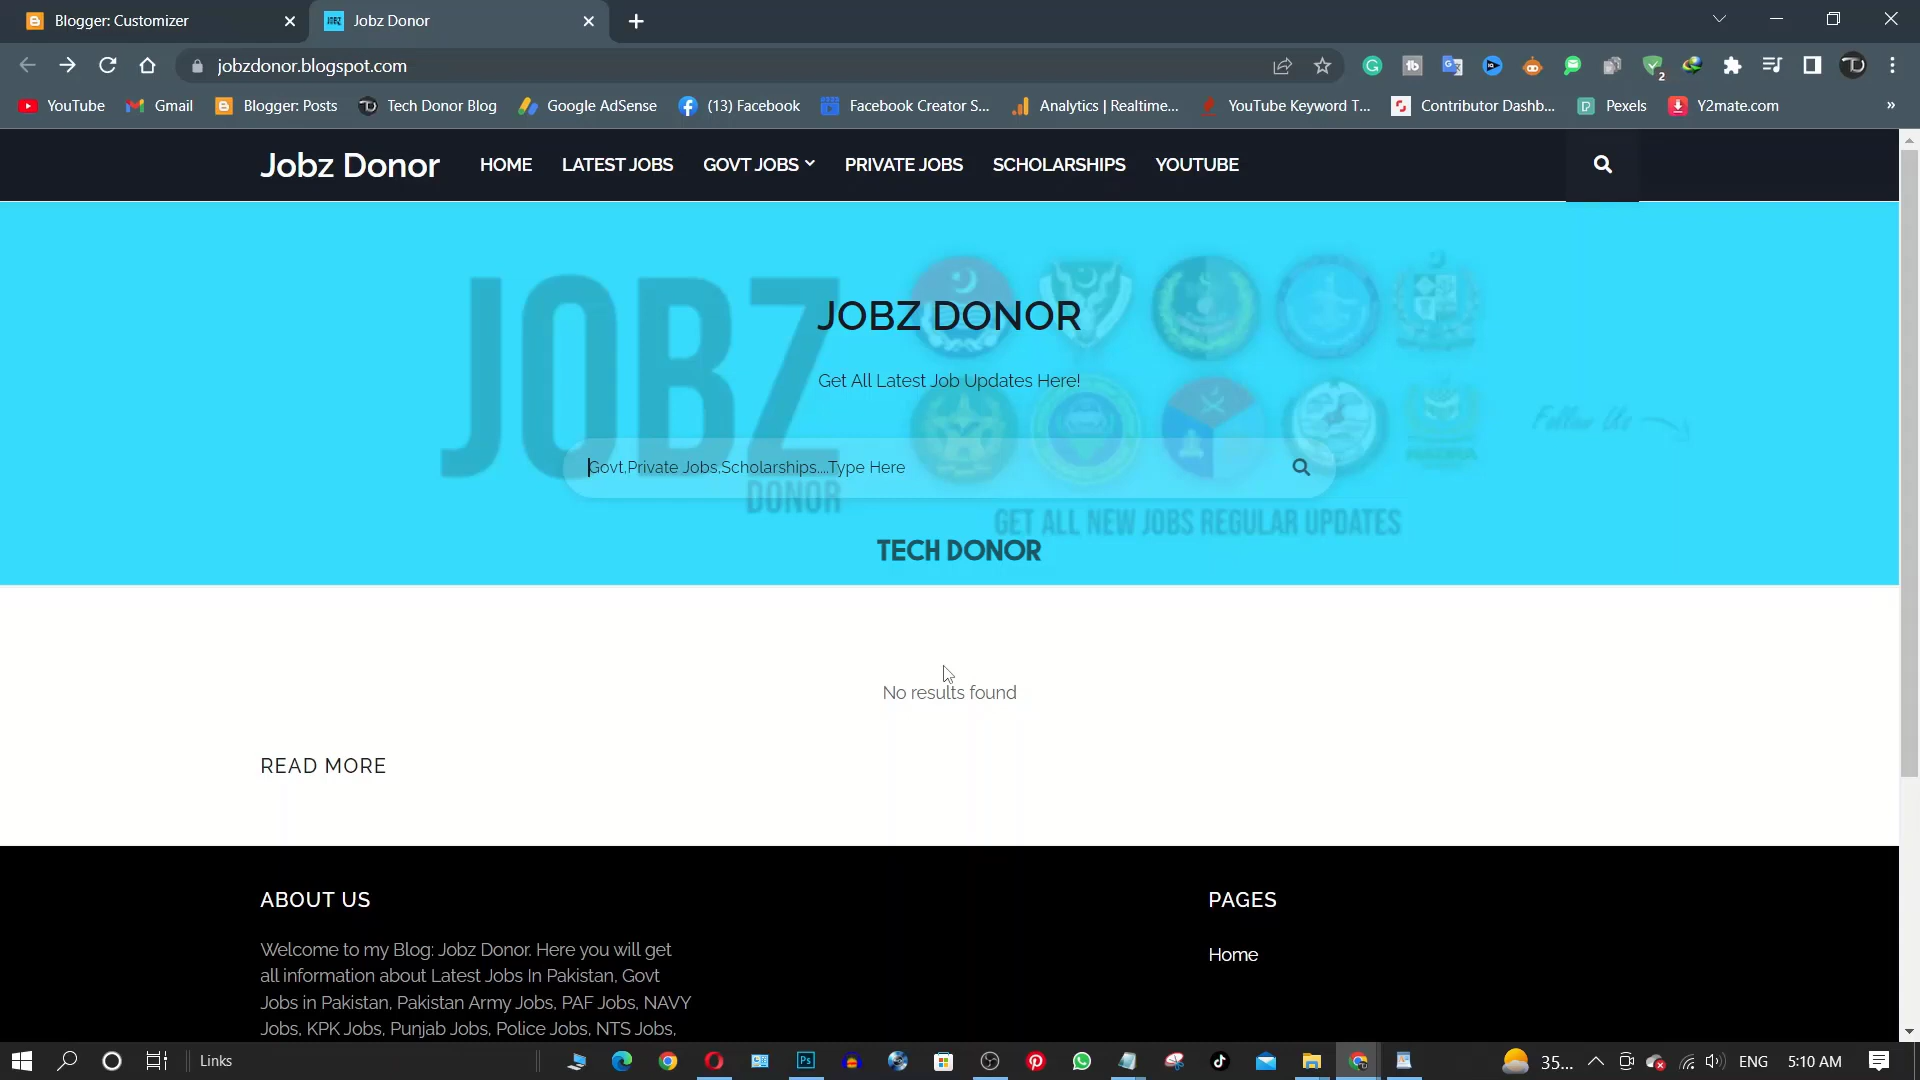 Blogger: Customizer
Jobz Donor
jobzdonor.blogspot.com
YouTube
Gmail
Blogger: Posts
Tech Donor Blog
Google AdSense
(13) Facebook
Facebook Creator S...
Analytics | Realtime...
YouTube Keyword T...
Contributor Dashb...
Pexels
Y2mate.com
»
Jobz Donor
HOME
LATEST JOBS
GOVT JOBS
PRIVATE JOBS
SCHOLARSHIPS
YOUTUBE
JOBZ
DONOR
JOBZ DONOR
Get All Latest Job Updates Here!
Follow Us
Govt,Private Jobs,Scholarships....Type Here
GET ALL NEW JOBS REGULAR UPDATES
TECH DONOR
No results found
READ MORE
ABOUT US
Welcome to my Blog: Jobz Donor. Here you will get
all information about Latest Jobs In Pakistan, Govt
Jobs in Pakistan, Pakistan Army Jobs, PAF Jobs, NAVY
Jobs, KPK Jobs, Punjab Jobs, Police Jobs, NTS Jobs,
PAGES
Home
Links
35...
ENG
5:10 AM